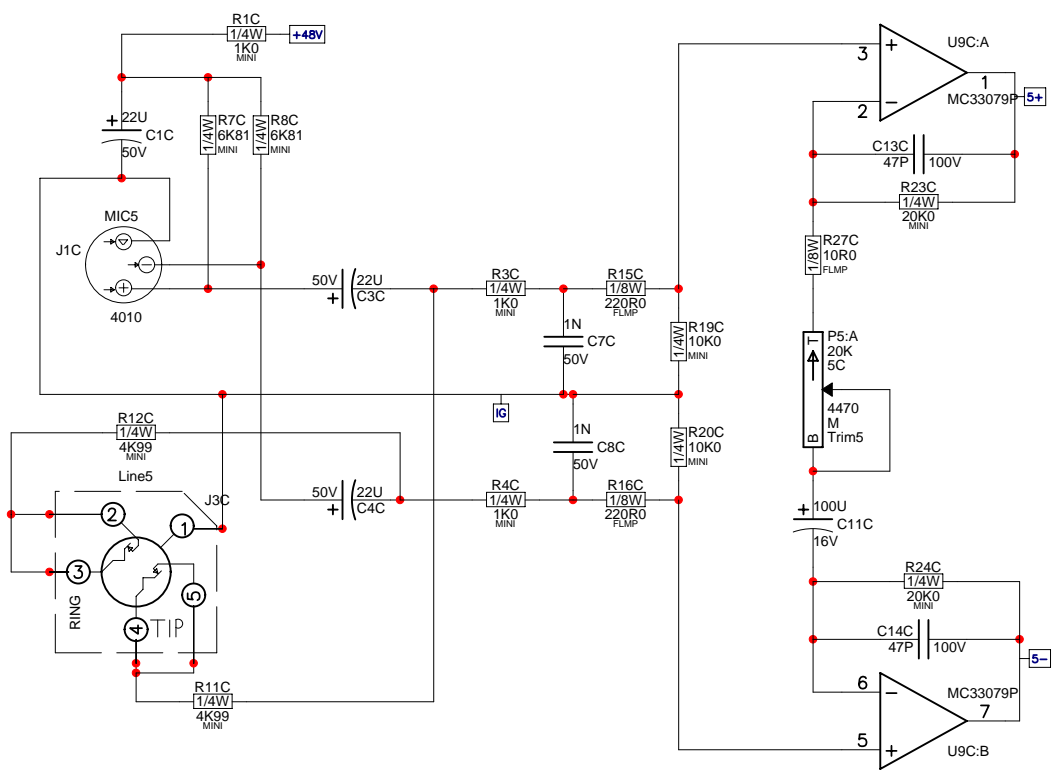 R1C
1/4W
1K0
MINI
+48V
+ 22U
C1C
50V
R7C
1/4W
6K81
MINI
R8C
1/4W
6K81
MINI
MIC5
J1C
4010
50V
+
22U
C3C
R3C
1/4W
1K0
MINI
R15C
1/8W
220R0
FLMP
1N
C7C
50V
R19C
1/4W
10K0
MINI
IG
R12C
1/4W
4K99
MINI
1N
C8C
50V
R20C
1/4W
10K0
MINI
Line5
J3C
50V
+
22U
C4C
R4C
1/4W
1K0
MINI
R16C
1/8W
220R0
FLMP
2
1
3
5
4
RING
TIP
R11C
1/4W
4K99
MINI
U9C:A
3
+
2
−
1
MC33079P
5+
C13C
47P
100V
R23C
1/4W
20K0
MINI
R27C
1/8W
10R0
FLMP
T
B
P5:A
20K
5C
4470
M
Trim5
+ 100U
C11C
16V
R24C
1/4W
20K0
MINI
C14C
47P
100V
5−
6
−
5
+
7
MC33079P
U9C:B